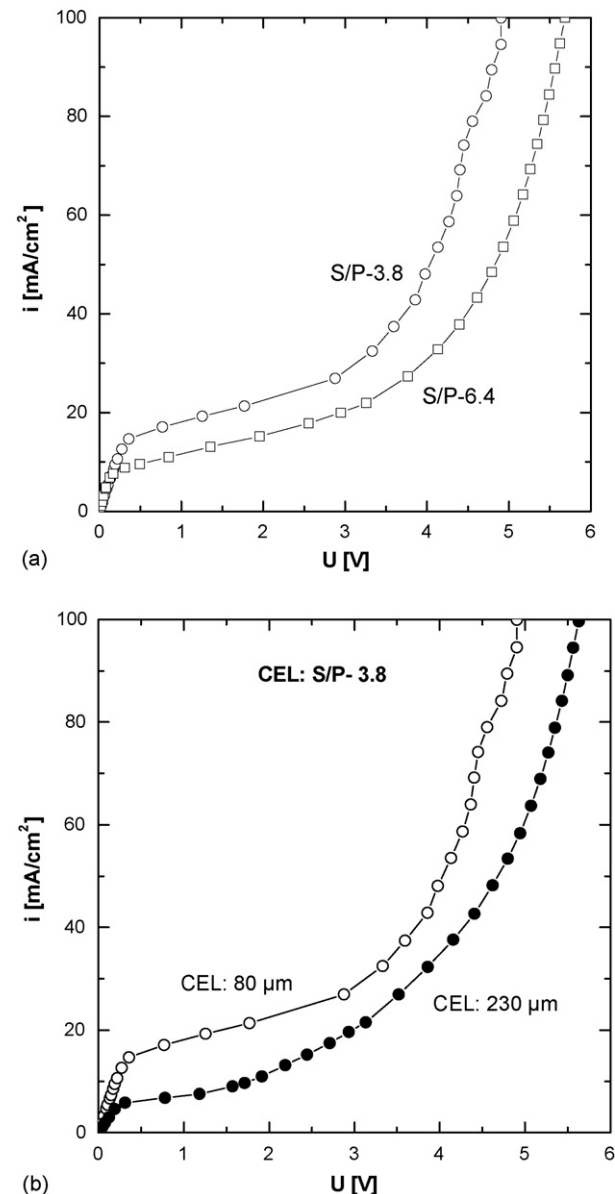 100
80
60
40
20
0
i [mA/cm²]
S/P-3.8
S/P-6.4
0 1 2 3 4 5 6
U [V]
(a)
100
80
60
40
20
0
i [mA/cm²]
CEL: S/P- 3.8
CEL: 80 µm
CEL: 230 µm
0 1 2 3 4 5 6
U [V]
(b)